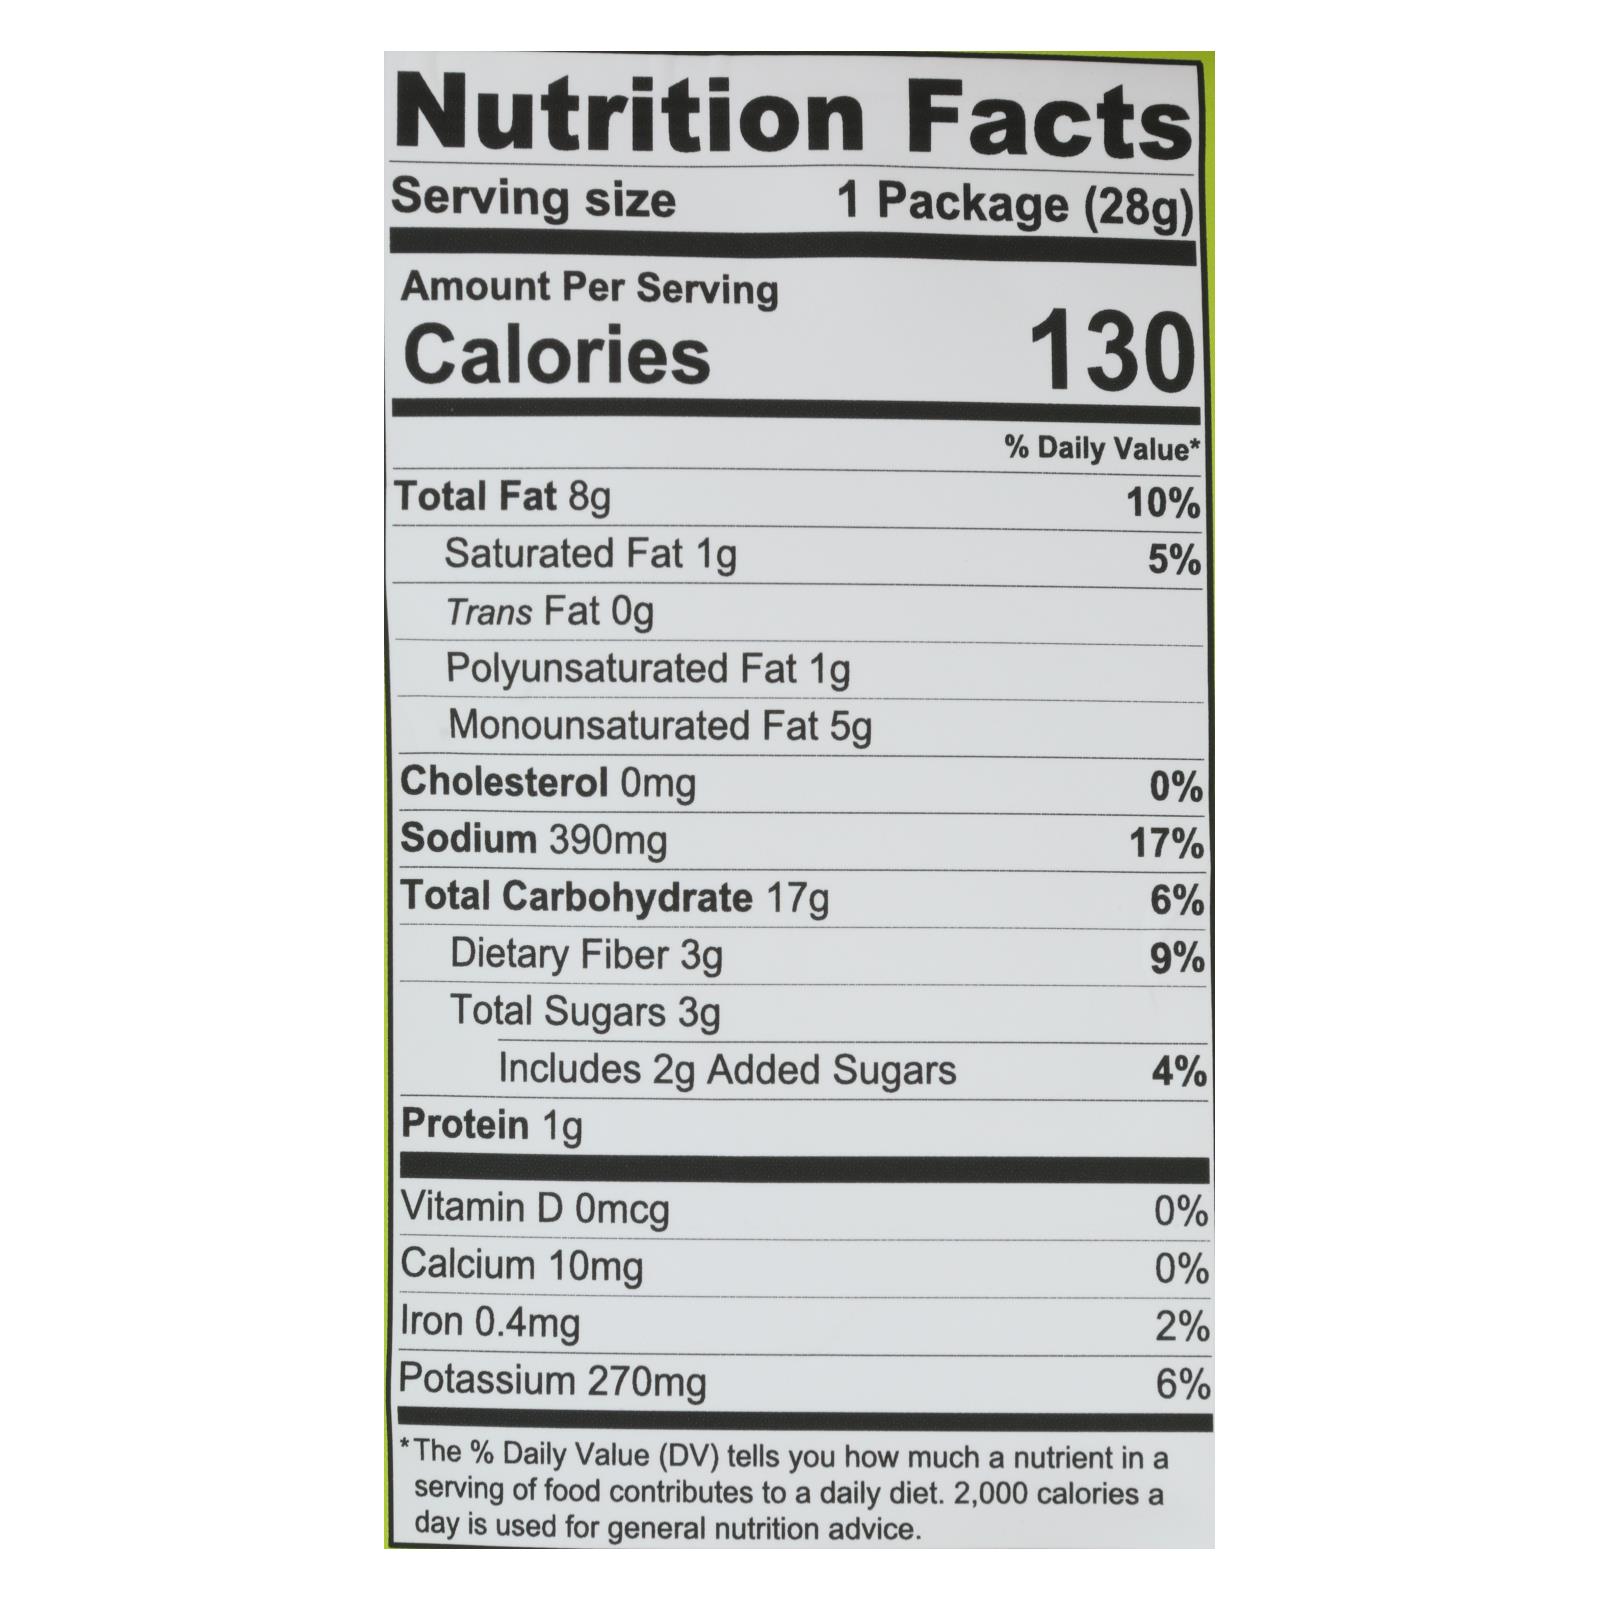 Nutrition Facts
Serving size 1 Package (28g)
Amount Per Serving
Calories 130
% Daily Value*
Total Fat 8g 10%
Saturated Fat 1g 5%
Trans Fat 0g
Polyunsaturated Fat 1g
Monounsaturated Fat 5g
Cholesterol 0mg 0%
Sodium 390mg 17%
Total Carbohydrate 17g 6%
Dietary Fiber 3g 9%
Total Sugars 3g
Includes 2g Added Sugars 4%
Protein 1g
Vitamin D 0mcg 0%
Calcium 10mg 0%
Iron 0.4mg 2%
Potassium 270mg 6%
*The % Daily Value (DV) tells you how much a nutrient in a
serving of food contributes to a daily diet. 2,000 calories a
day is used for general nutrition advice.